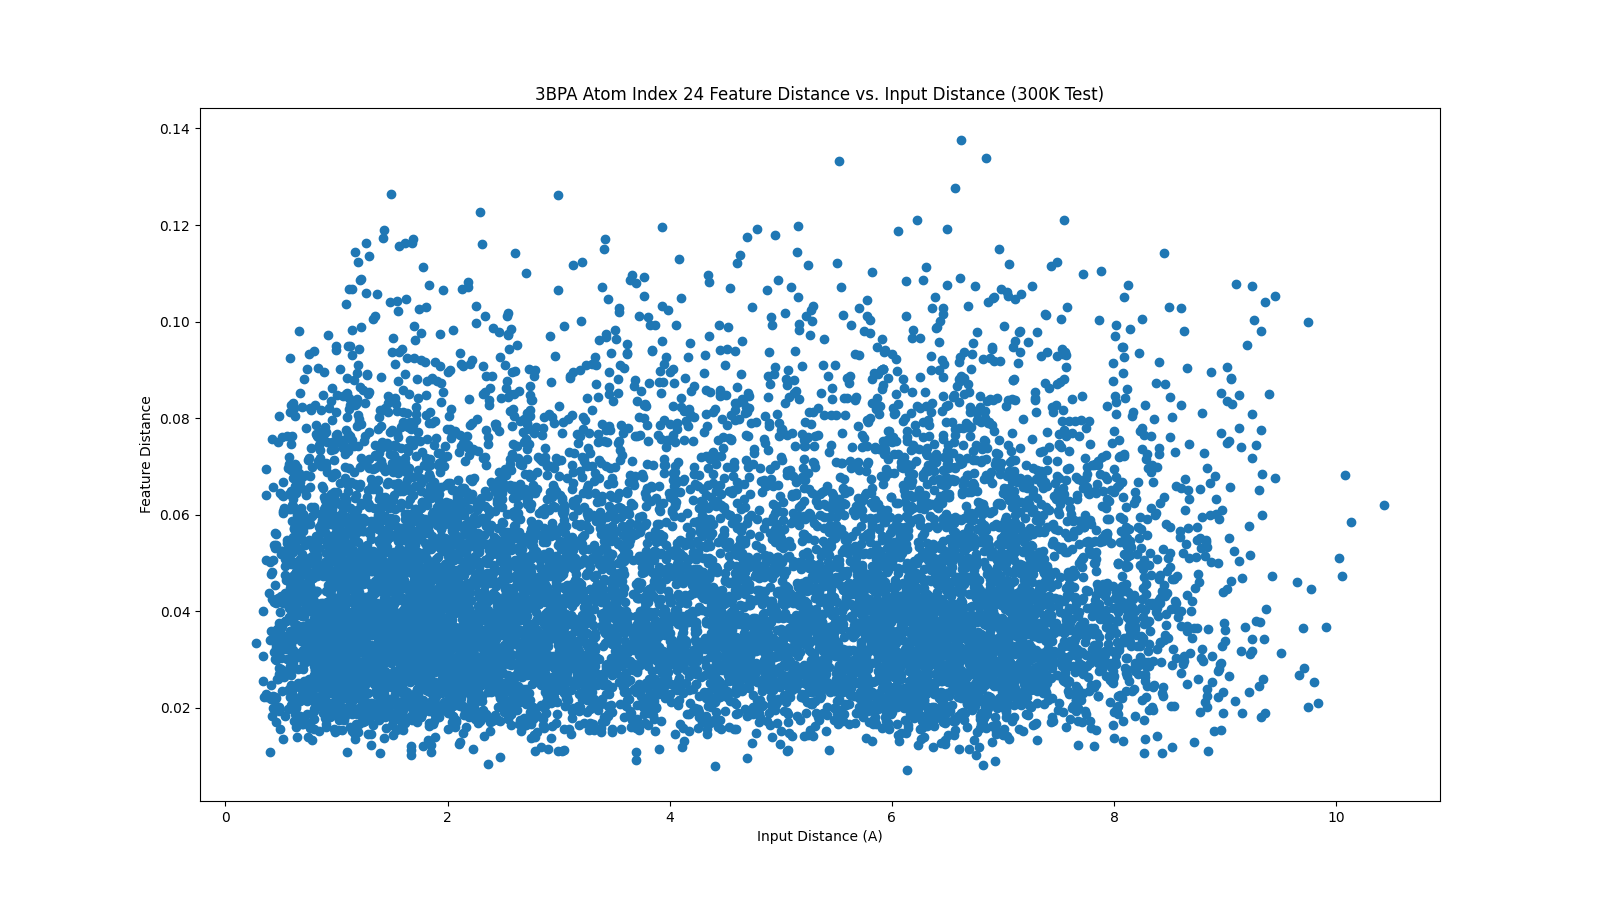 3BPA Atom Index 24 Feature Distance vs. Input Distance (300K Test)
0.14
0.12
0.10
0.08
0.06
0.04
0.02
Feature Distance
0 2 4 6 8 10
Input Distance (A)